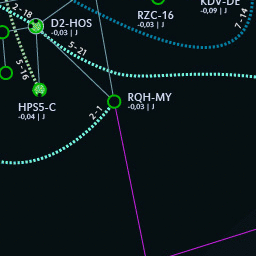 2-18
D2-HOS
-0,03 | J
RZC-16
-0,03 | J
KDV-DE
-0,09 | J
7-14
5-21
5-16
HPS5-C
-0,04 | J
2-1
RQH-MY
-0,03 | J